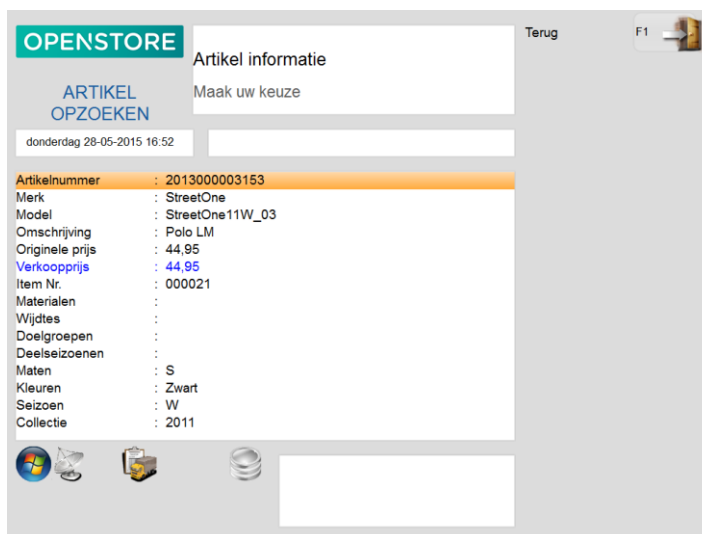 OPENSTORE
Artikel informatie
Terug
F1
ARTIKEL
OPZOEKEN
Maak uw keuze
donderdag 28-05-2015 16:52
Artikelnummer : 2013000003153
Merk : StreetOne
Model : StreetOne11W_03
Omschrijving : Polo LM
Originele prijs : 44,95
Verkoopprijs : 44,95
Item Nr. : 000021
Materialen :
Wijdtes :
Doelgroepen :
Deelseizoenen :
Maten : S
Kleuren : Zwart
Seizoen : W
Collectie : 2011